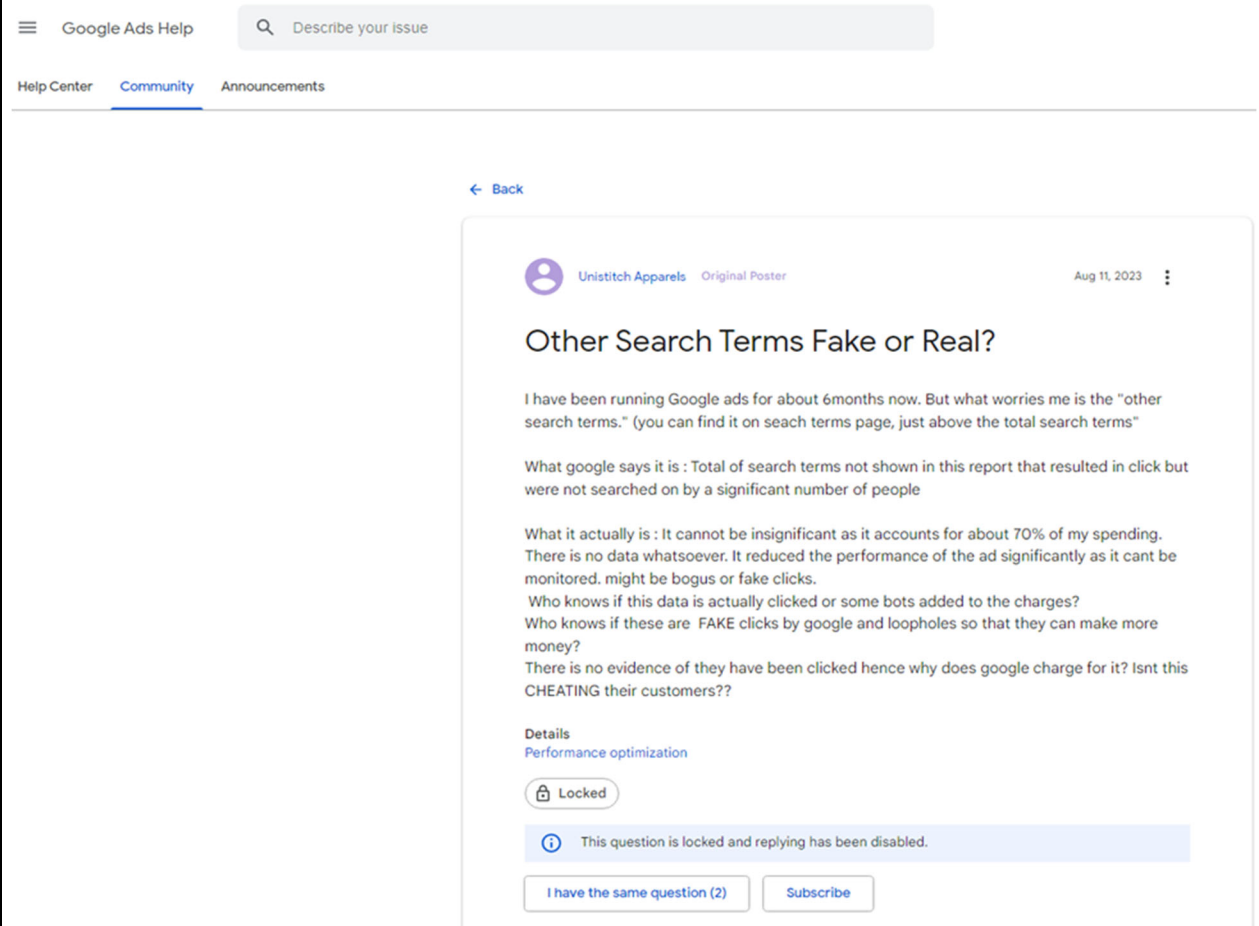 Google Ads Help
Describe your issue
Help Center Community Announcements
Back
Unistitch Apparels Original Poster Aug 11, 2023
Other Search Terms Fake or Real?
I have been running Google ads for about 6months now. But what worries me is the "other
search terms." (you can find it on seach terms page, just above the total search terms"
What google says it is : Total of search terms not shown in this report that resulted in click but
were not searched on by a significant number of people
What it actually is : It cannot be insignificant as it accounts for about 70% of my spending.
There is no data whatsoever. It reduced the performance of the ad significantly as it cant be
monitored. might be bogus or fake clicks.
Who knows if this data is actually clicked or some bots added to the charges?
Who knows if these are FAKE clicks by google and loopholes so that they can make more
money?
There is no evidence of they have been clicked hence why does google charge for it? Isnt this
CHEATING their customers??
Details
Performance optimization
Locked
This question is locked and replying has been disabled.
I have the same question (2) Subscribe